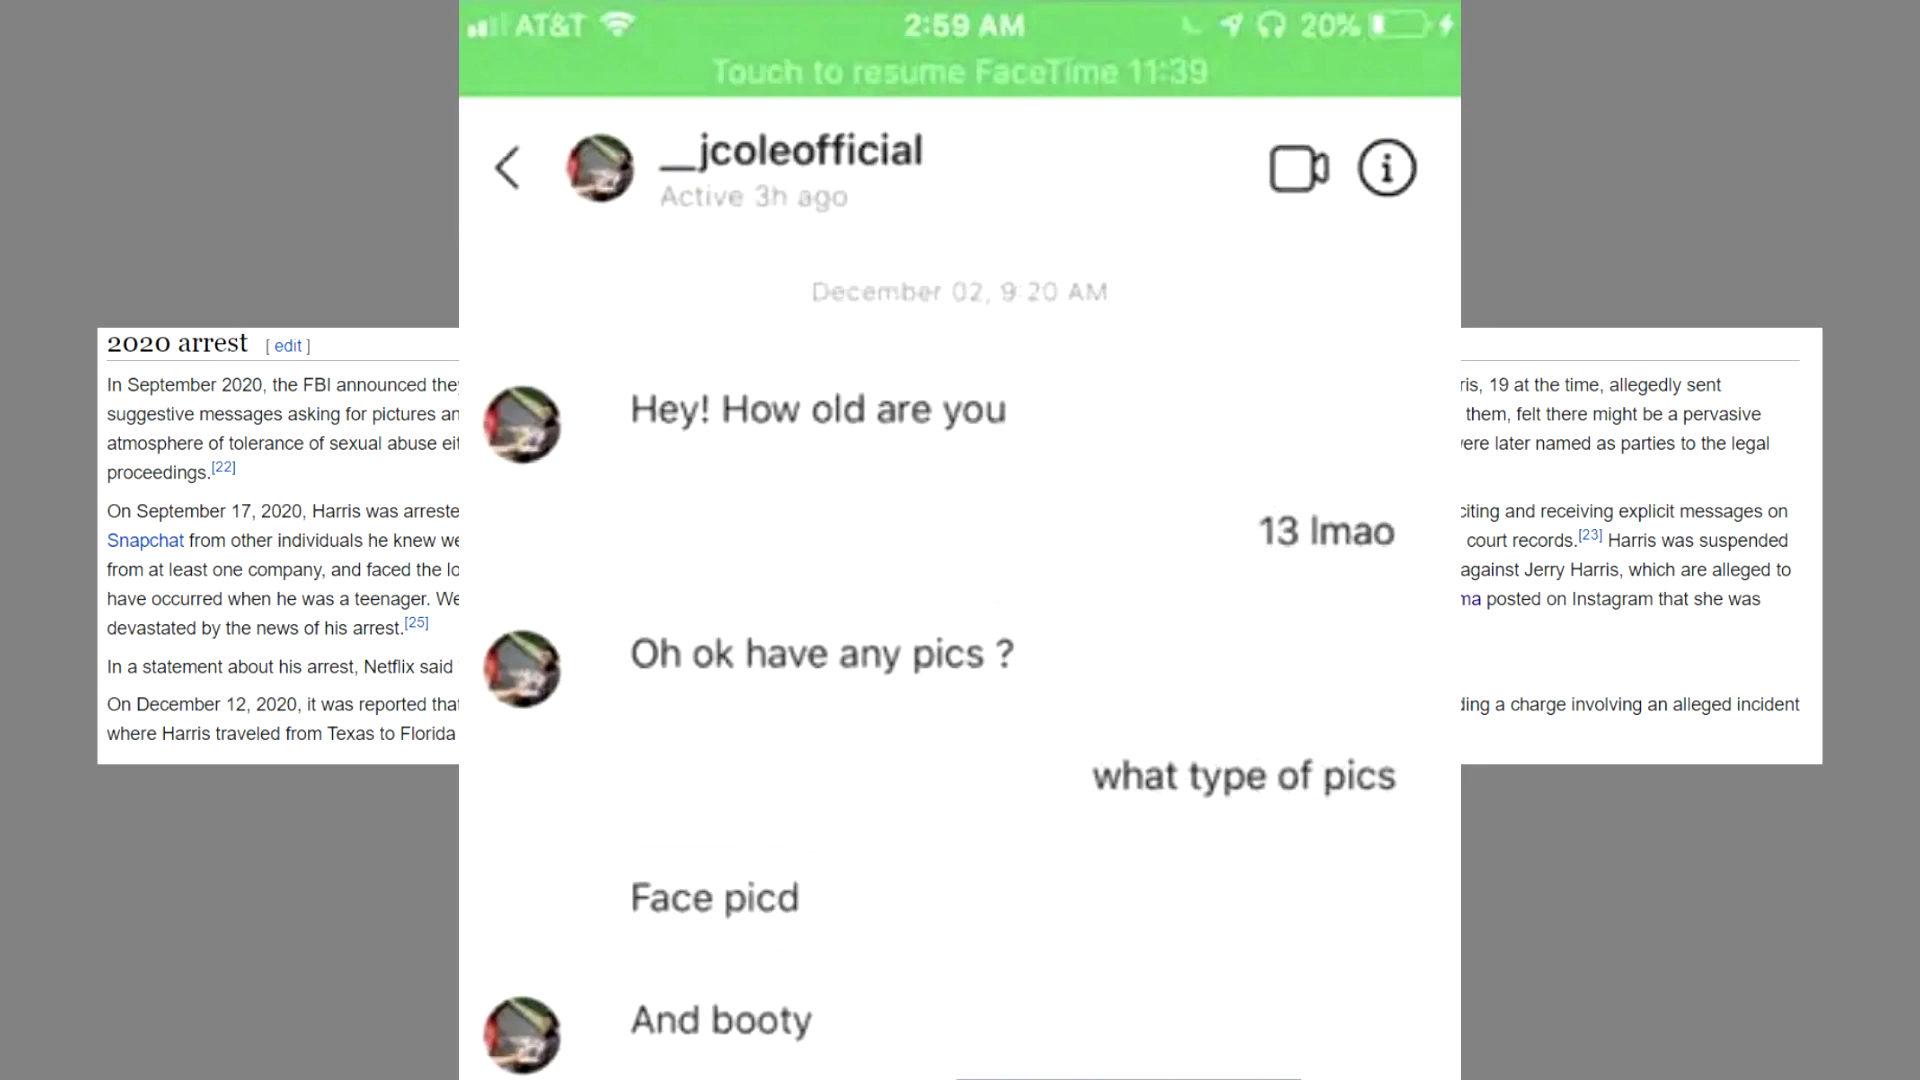 AT&T
2:59 AM
20%
Touch to resume FaceTime 11:39
__jcoleofficial
Active 3h ago
December 02, 9:20 AM
Hey! How old are you
13 lmao
Oh ok have any pics ?
what type of pics
Face picd
And booty
2020 arrest [ edit ]
In September 2020, the FBI announced they
suggestive messages asking for pictures an
atmosphere of tolerance of sexual abuse eit
proceedings.[22]
On September 17, 2020, Harris was arreste
Snapchat from other individuals he knew we
from at least one company, and faced the lo
have occurred when he was a teenager. We
devastated by the news of his arrest.[25]
In a statement about his arrest, Netflix said
On December 12, 2020, it was reported that
where Harris traveled from Texas to Florida
ris, 19 at the time, allegedly sent
them, felt there might be a pervasive
ere later named as parties to the legal
citing and receiving explicit messages on
court records.[23] Harris was suspended
against Jerry Harris, which are alleged to
ma posted on Instagram that she was
ding a charge involving an alleged incident